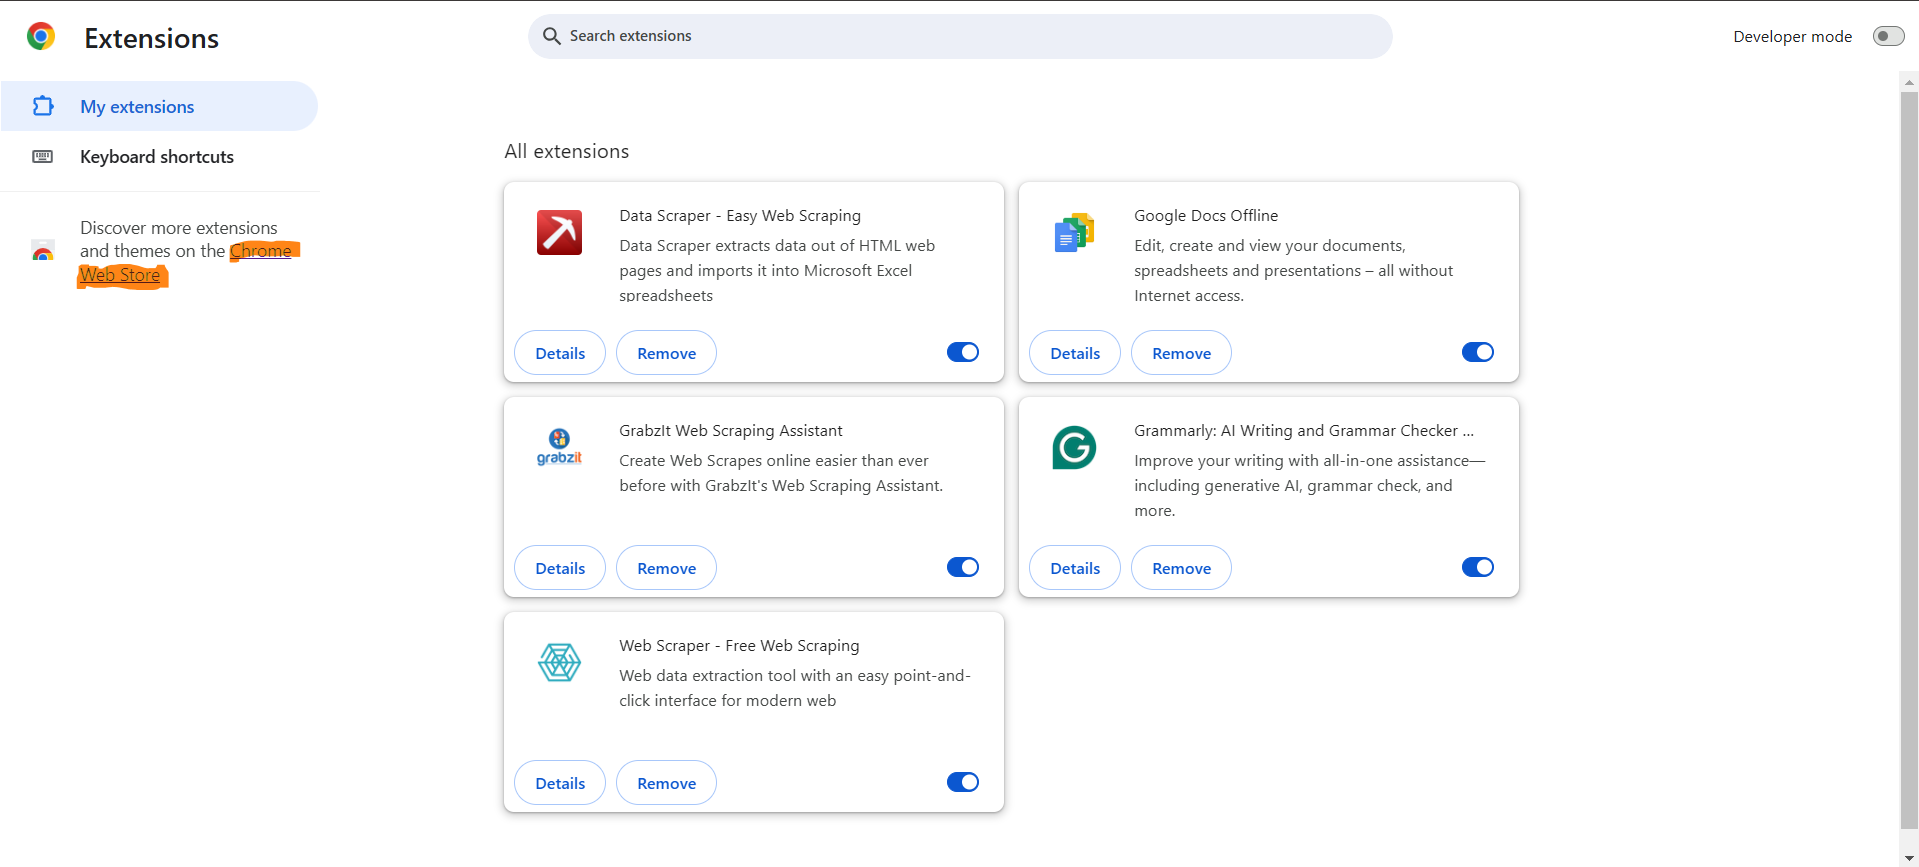 Extensions
Search extensions
Developer mode
My extensions
Keyboard shortcuts
Discover more extensions
and themes on the Chrome
Web Store
All extensions
Data Scraper - Easy Web Scraping
Data Scraper extracts data out of HTML web
pages and imports it into Microsoft Excel
spreadsheets
Details
Remove
Google Docs Offline
Edit, create and view your documents,
spreadsheets and presentations – all without
Internet access.
Details
Remove
grabzit
GrabzIt Web Scraping Assistant
Create Web Scrapes online easier than ever
before with GrabzIt's Web Scraping Assistant.
Details
Remove
Grammarly: AI Writing and Grammar Checker ...
Improve your writing with all-in-one assistance—
including generative AI, grammar check, and
more.
Details
Remove
Web Scraper - Free Web Scraping
Web data extraction tool with an easy point-and-
click interface for modern web
Details
Remove